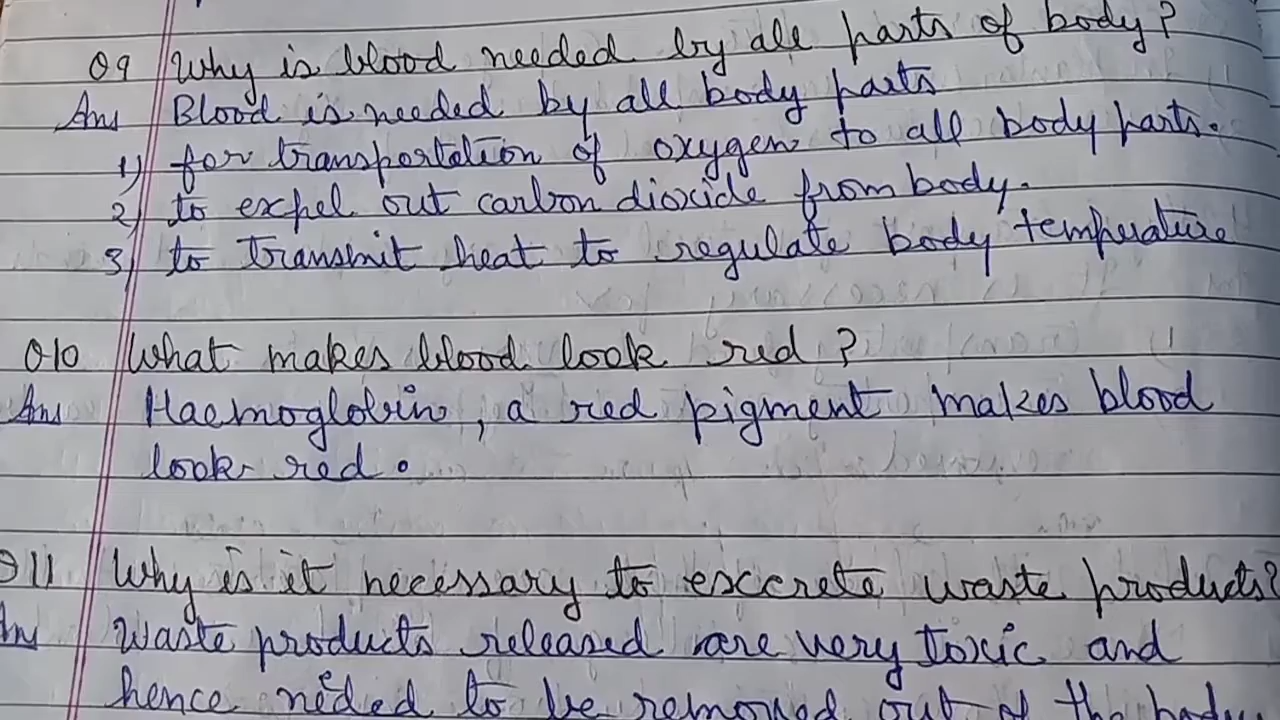 Q9 Why is blood needed by all parts of body?
Ans Blood is needed by all body parts
1) for transportation of oxygen to all body parts.
2) to expel out carbon dioxide from body.
3) to transmit heat to regulate body temperature
Q10 What makes blood look red?
Ans Haemoglobin, a red pigment makes blood
look red.
Q11 Why is it necessary to excrete waste products?
Ans Waste products released are very toxic and
hence needed to be removed out of the body.